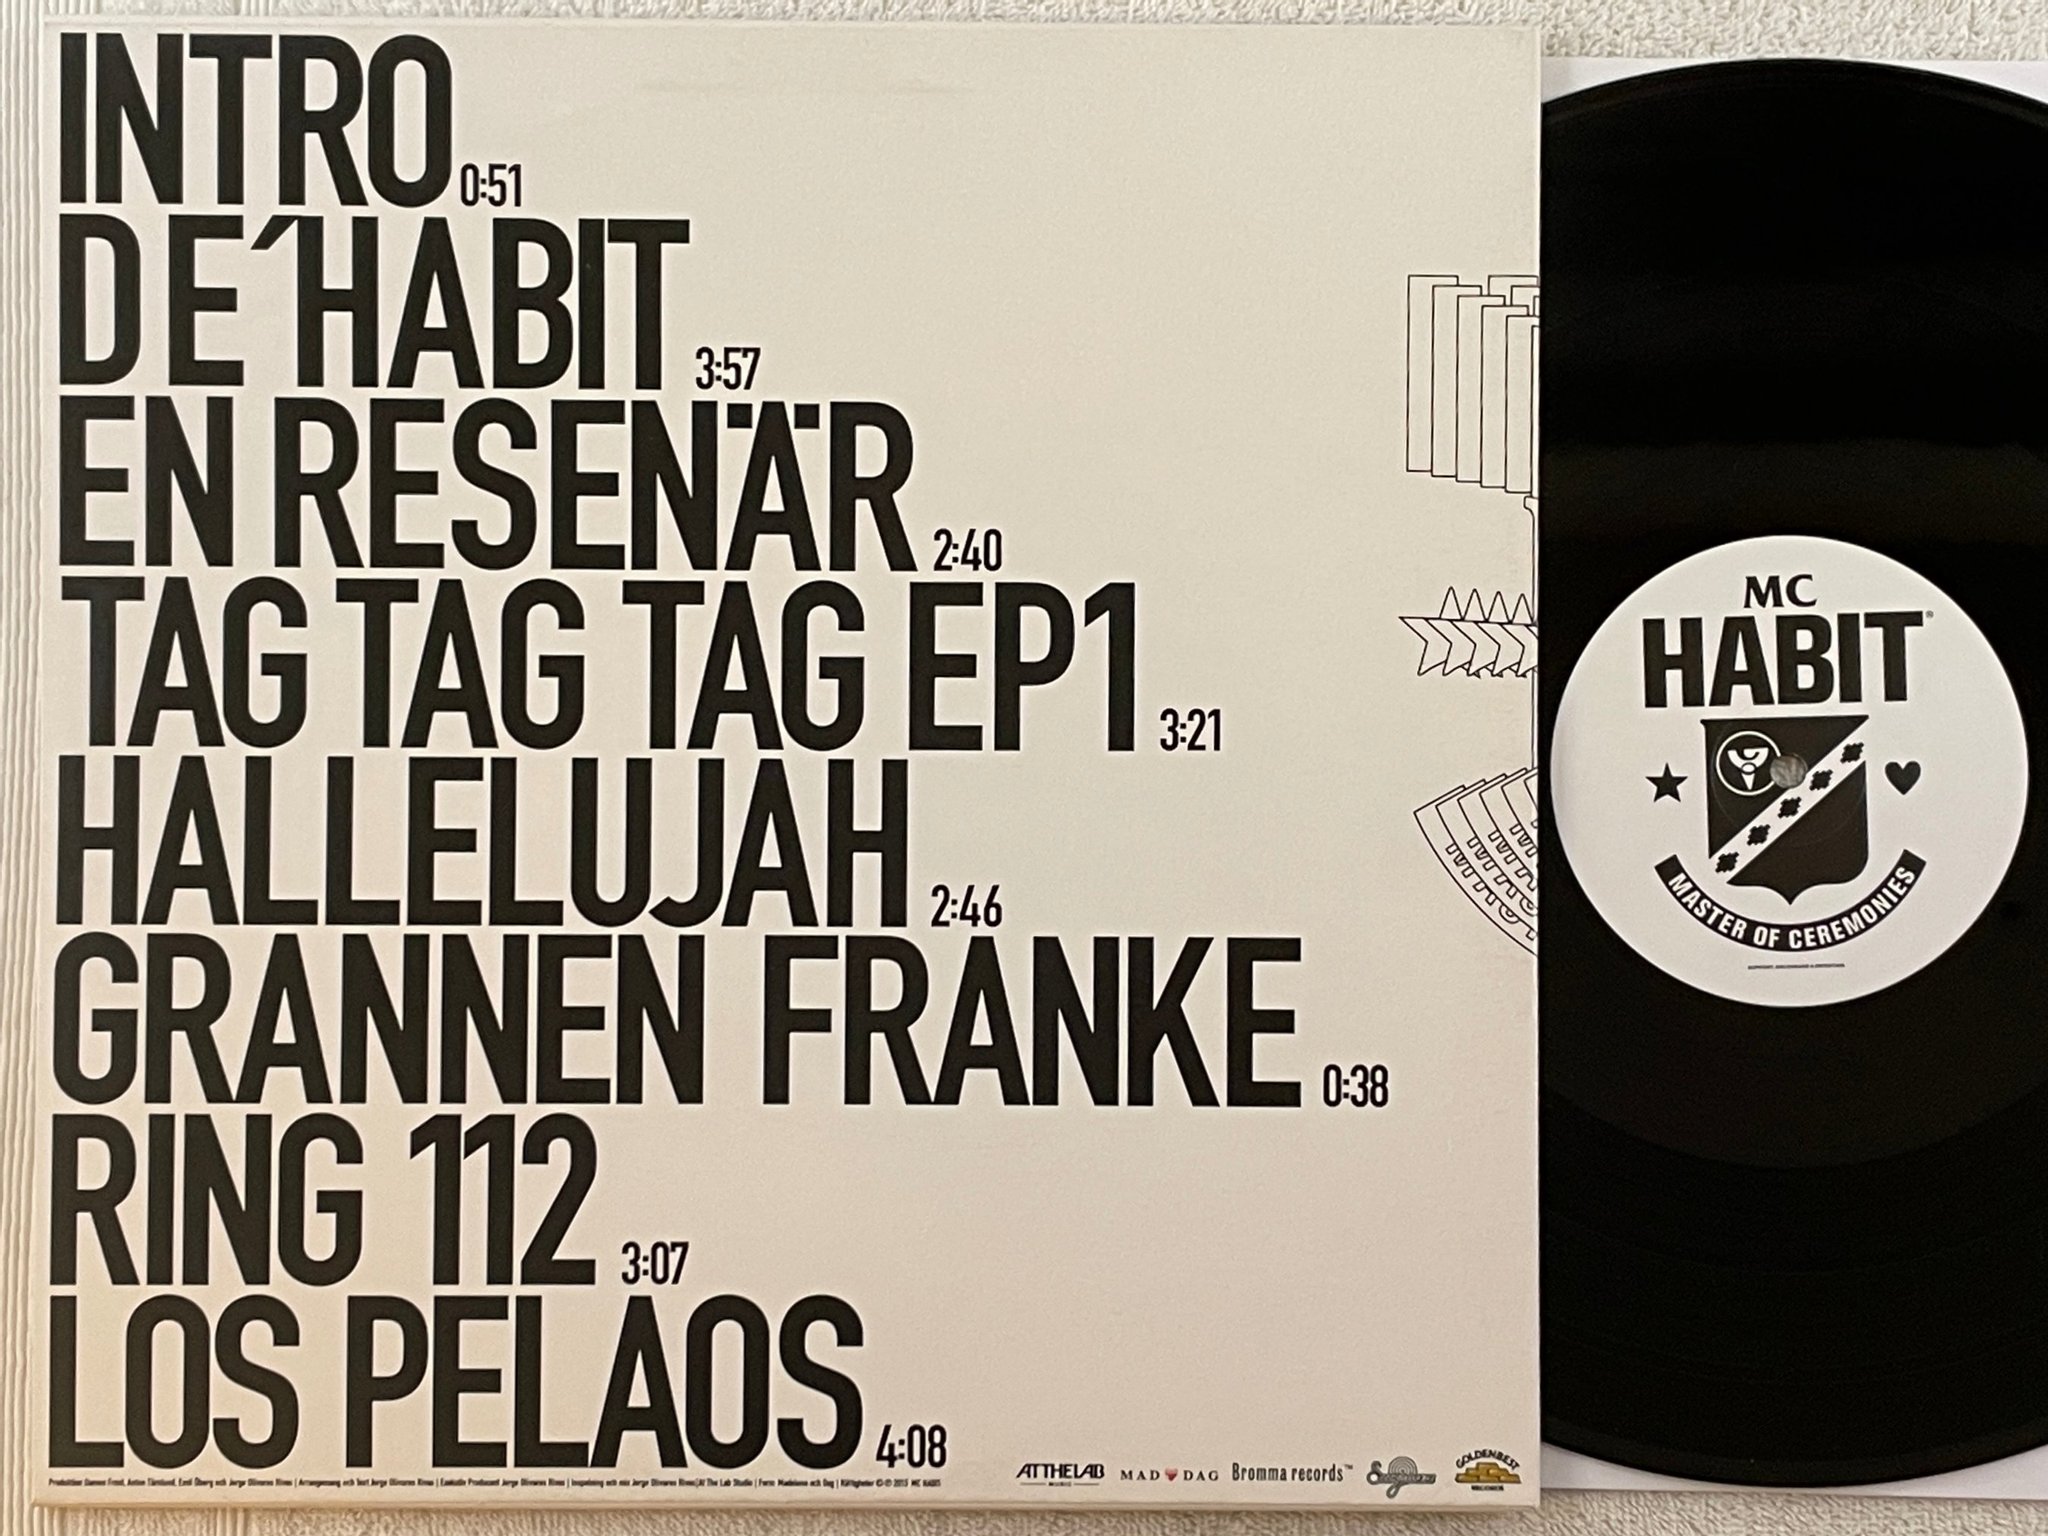 INTRO 0:51
DE´HABIT 3:57
EN RESENÄR 2:40
TAG TAG TAG EP1 3:21
HALLELUJAH 2:46
GRANNEN FRANKE 0:38
RING 112 3:07
LOS PELAOS 4:08
ATTHELAB MAD DAG Bromma records™
GOLDENBEST
MC
HABIT®
MASTER OF CEREMONIES